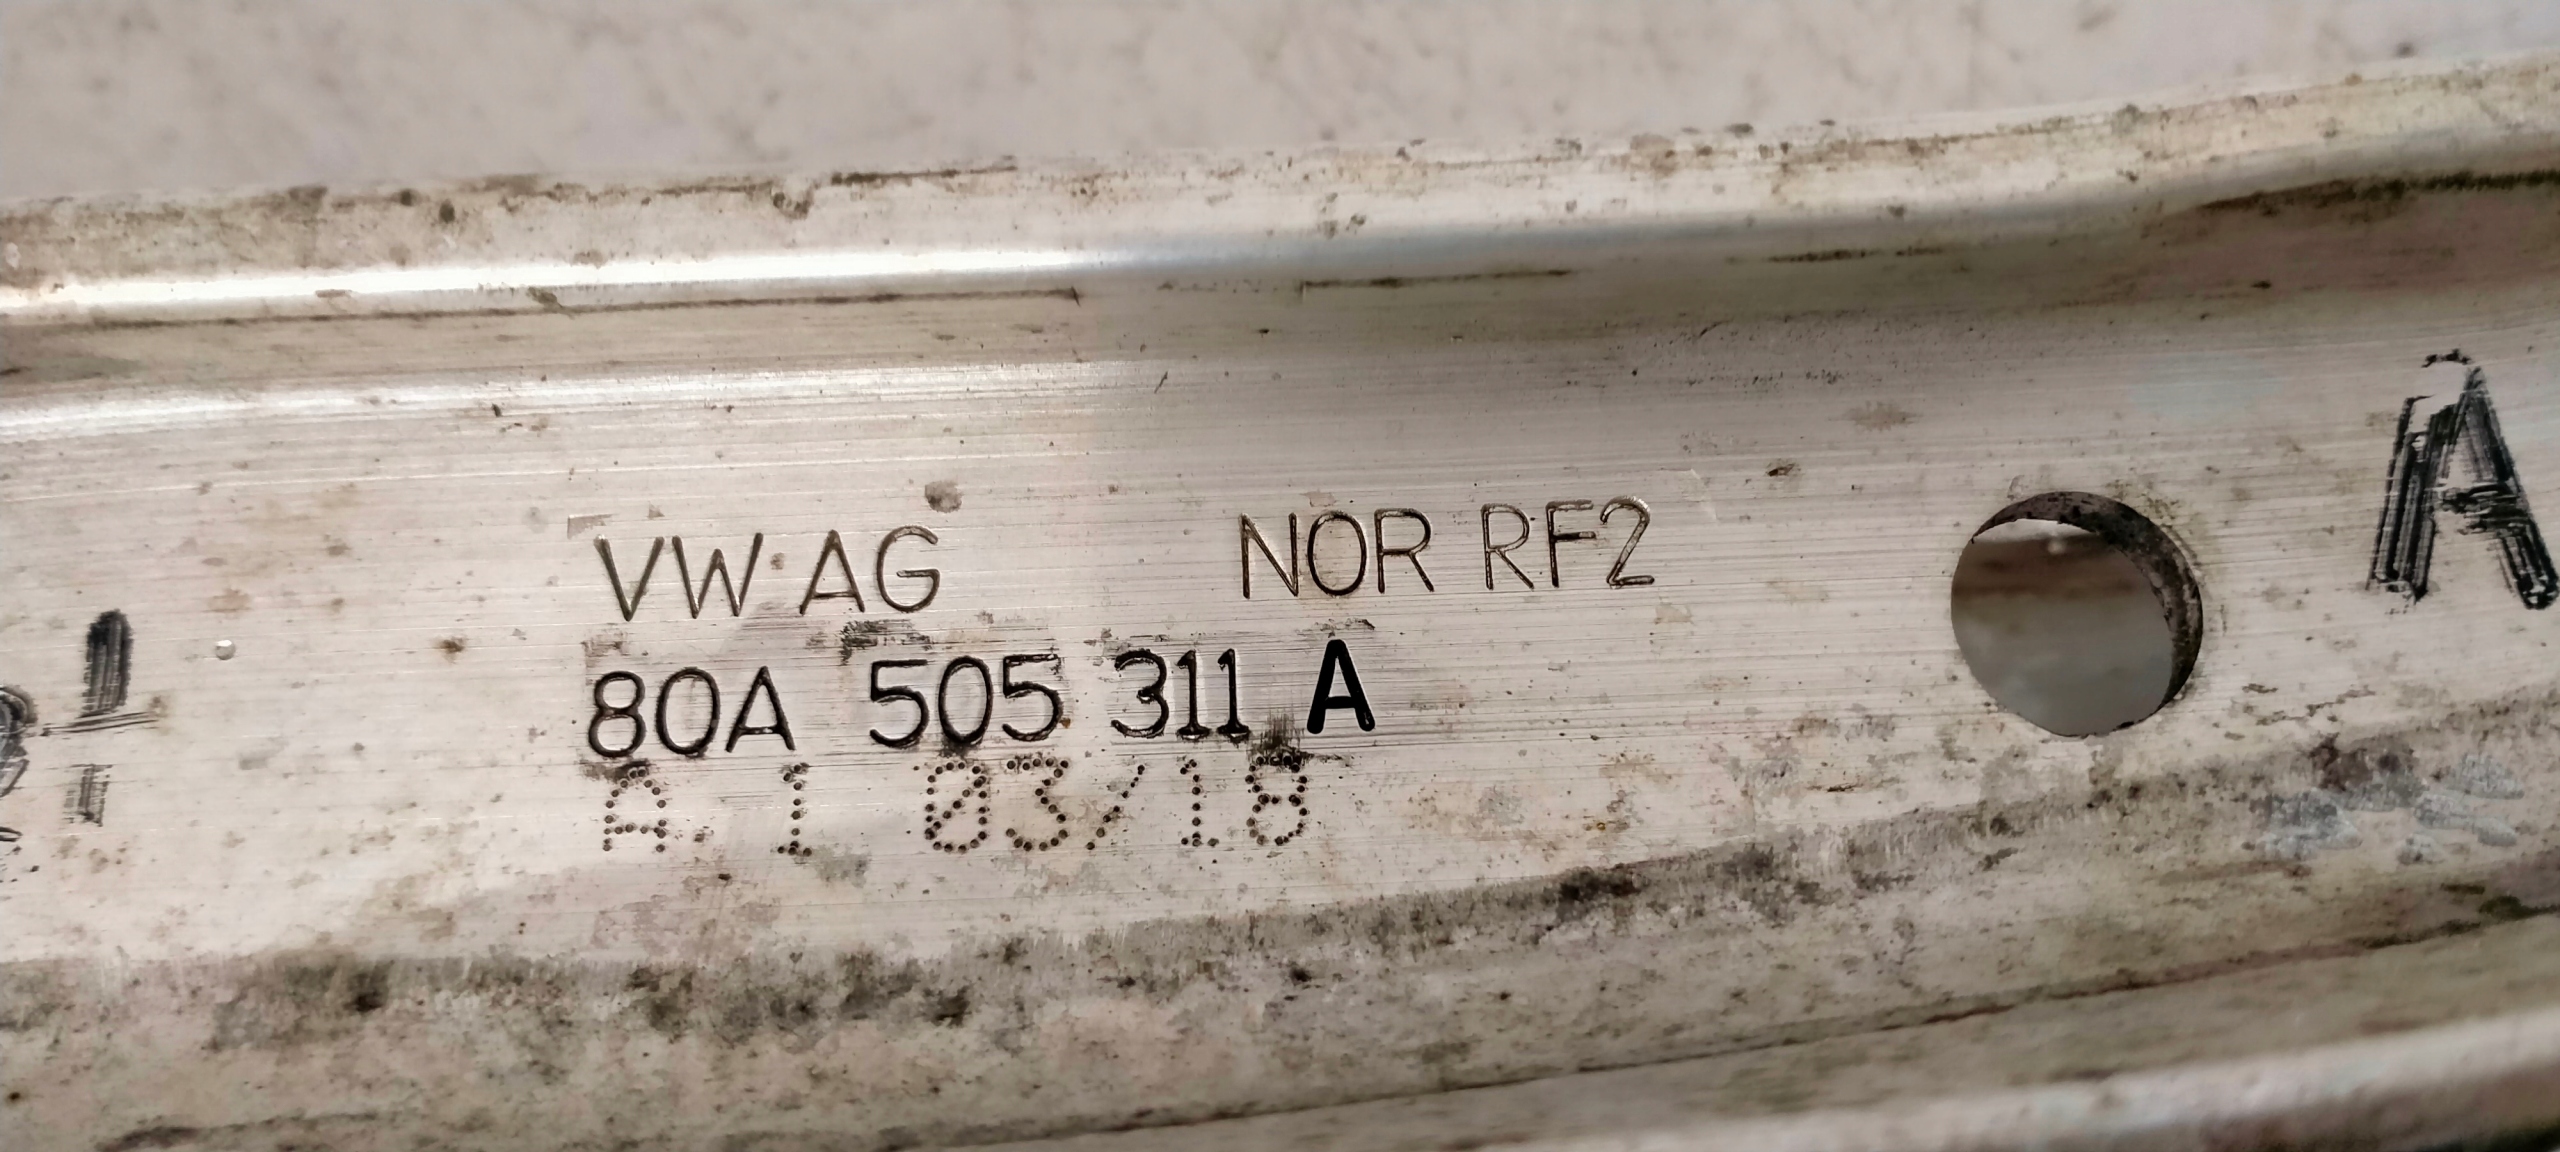 VW AG NOR RF2
80A 505 311 A
A. 1 03/18
A